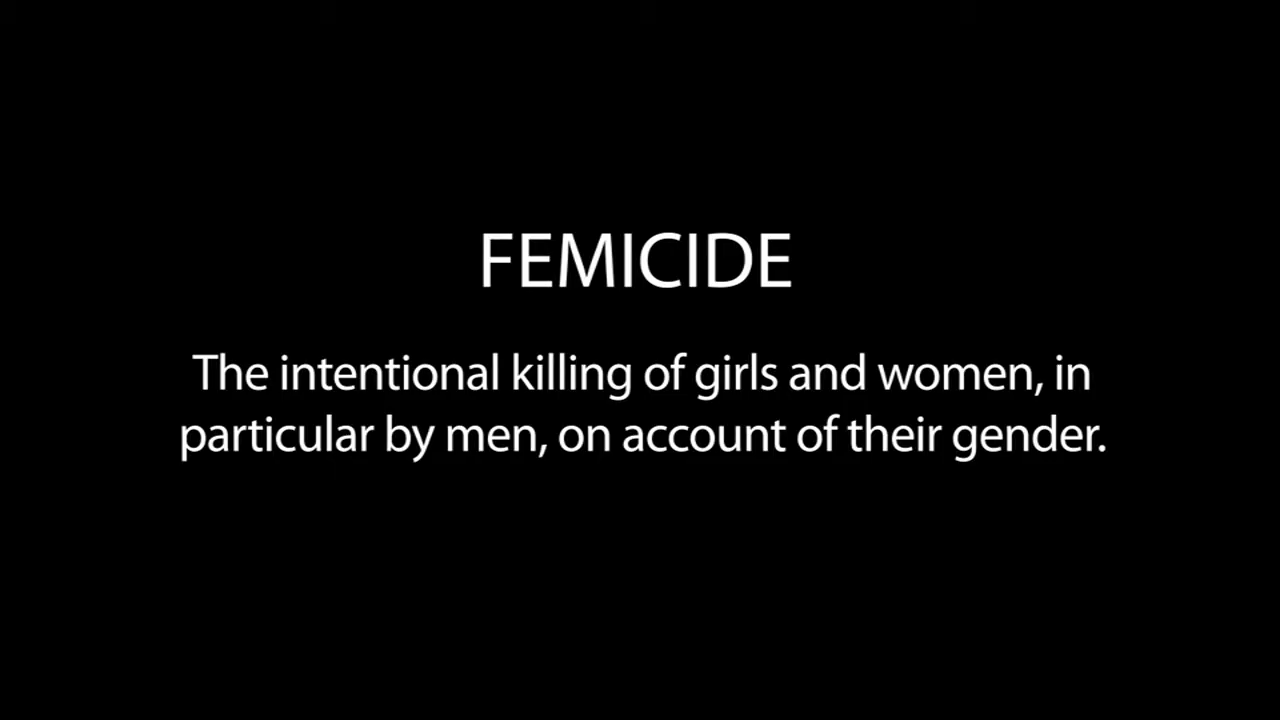 FEMICIDE
The intentional killing of girls and women, in
particular by men, on account of their gender.